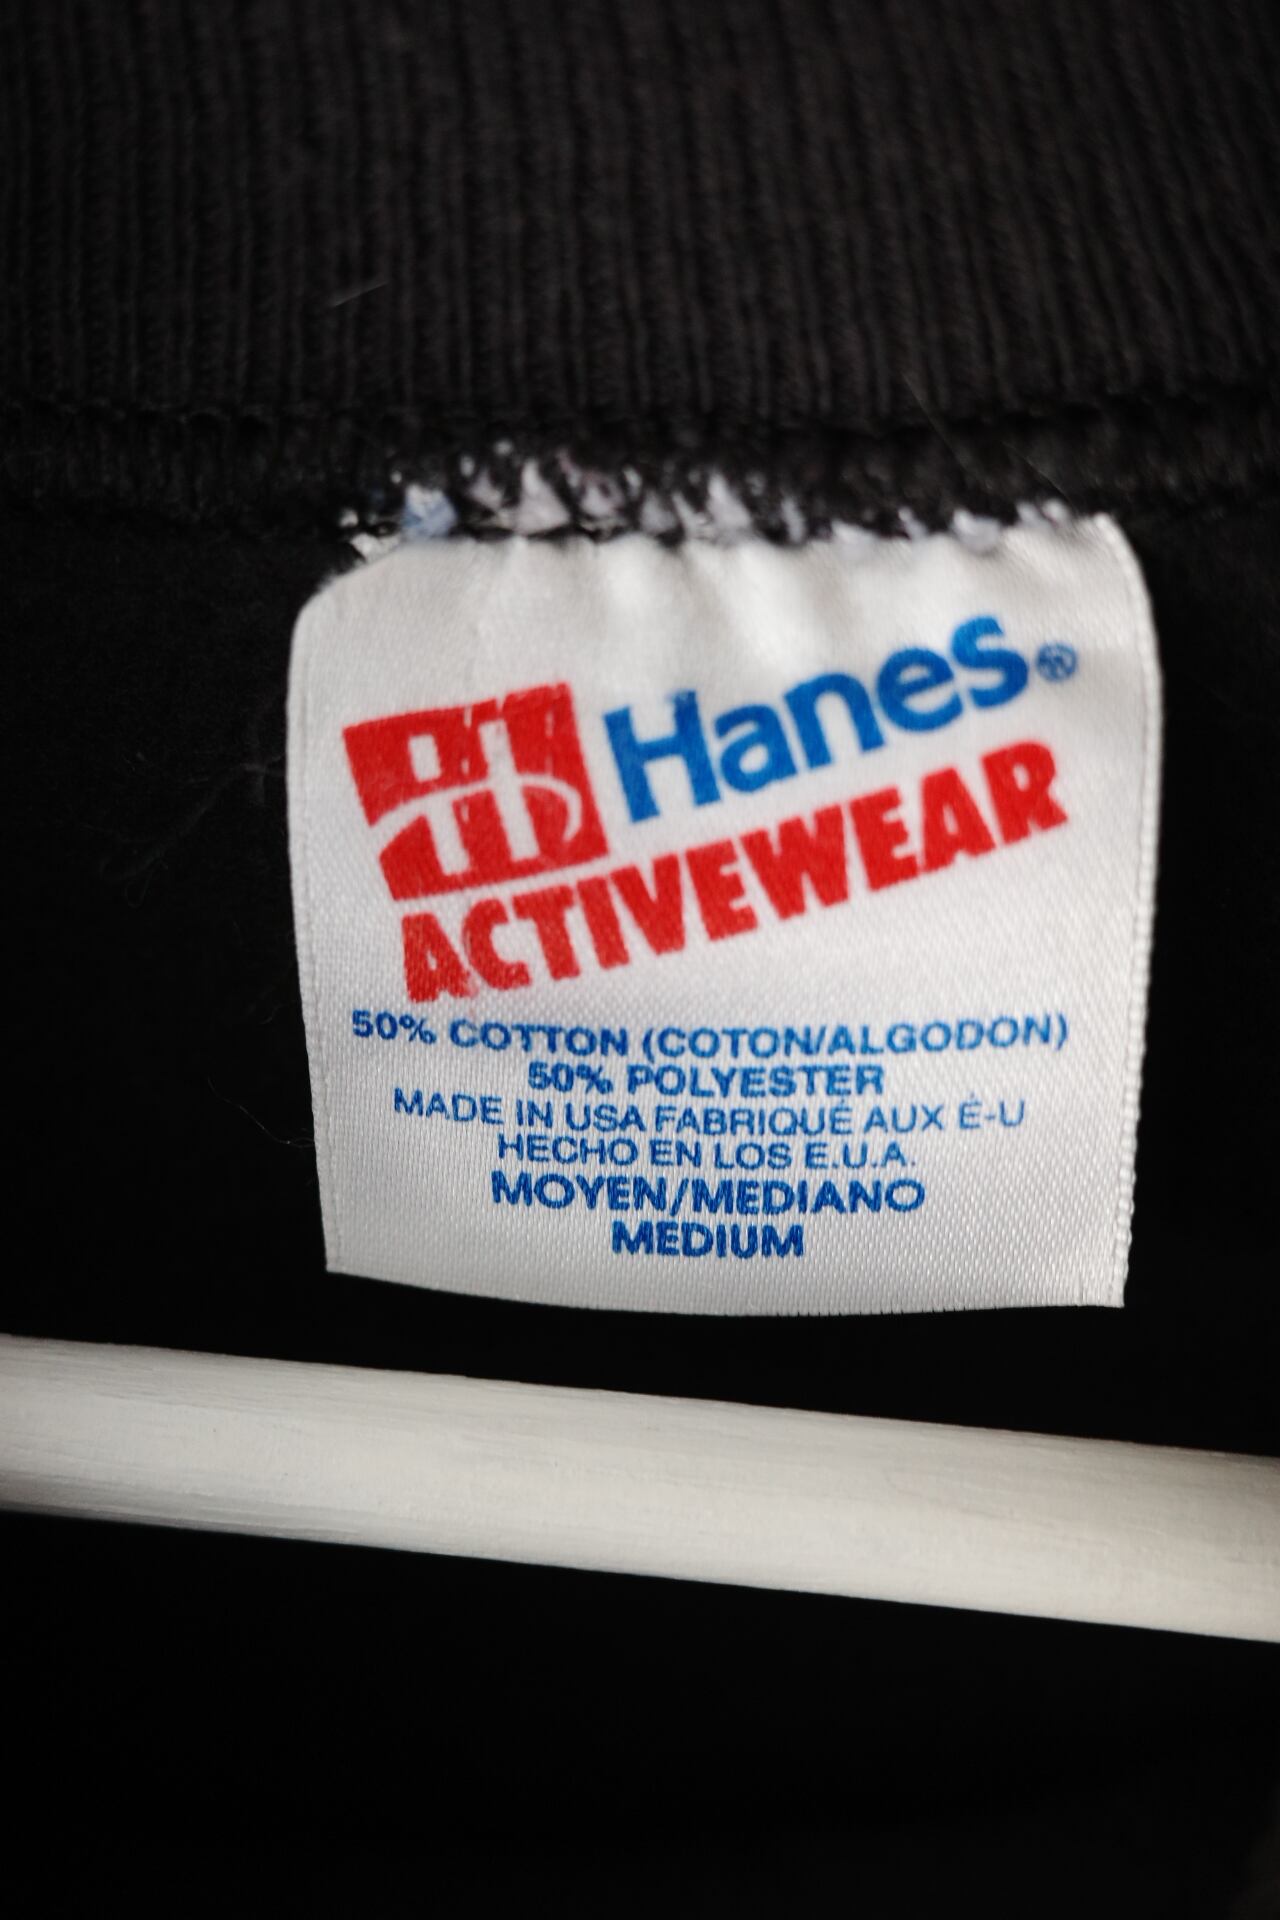 Hanes®
ACTIVEWEAR
50% COTTON (COTON/ALGODON)
50% POLYESTER
MADE IN USA FABRIQUÉ AUX É-U
HECHO EN LOS E.U.A.
MOYEN/MEDIANO
MEDIUM